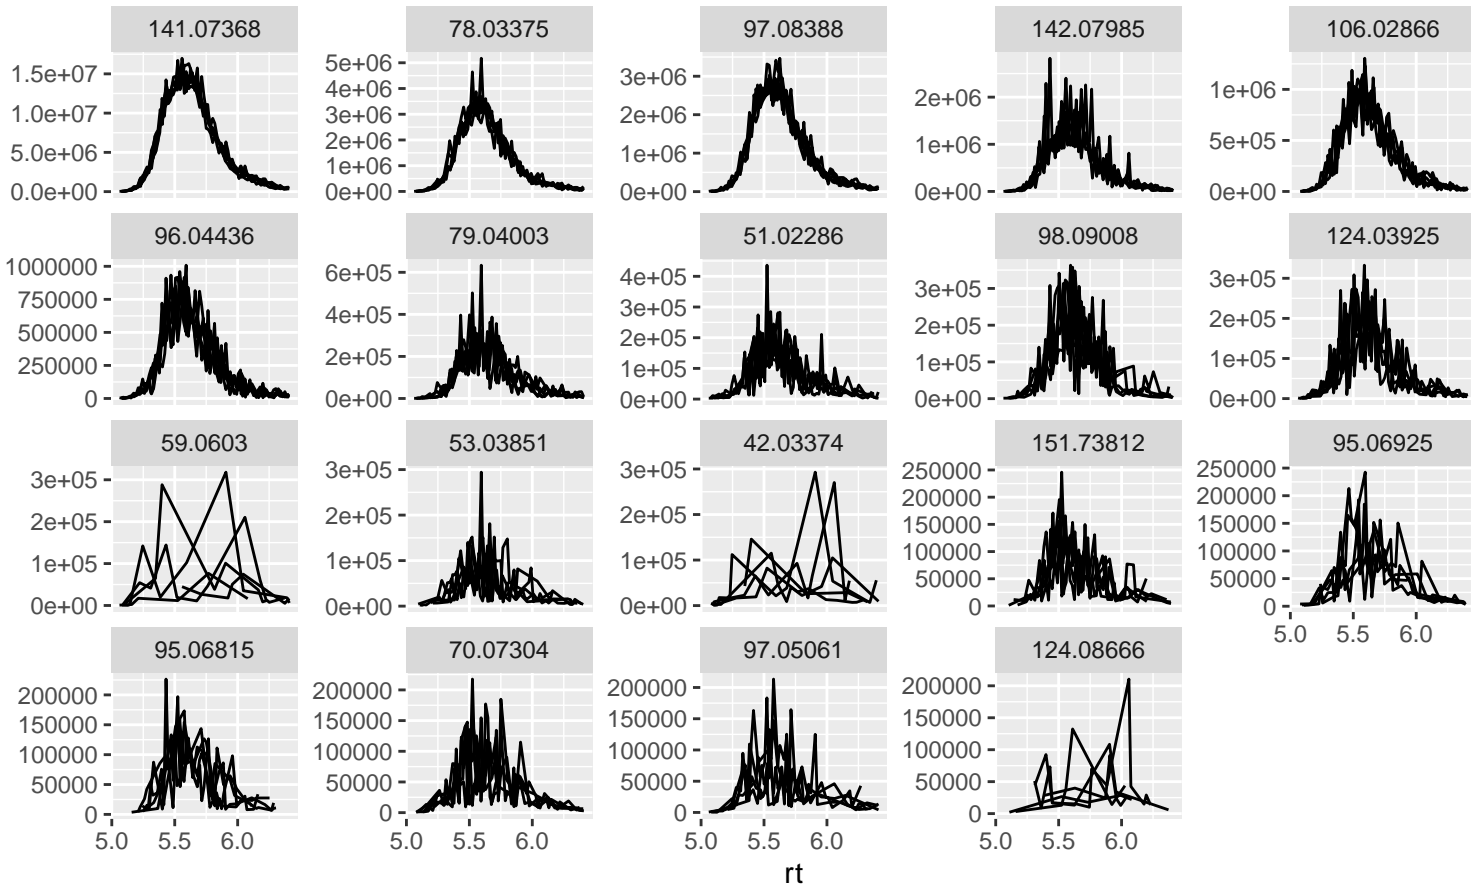 141.07368 78.03375 97.08388 142.07985 106.02866
1.5e+07 5e+06 3e+06 2e+06 1e+06
1.0e+07 4e+06 2e+06 1e+06 5e+05
5.0e+06 3e+06 1e+06 0e+00 0e+00
0.0e+00 2e+06 0e+00
1e+06
0e+00
96.04436 79.04003 51.02286 98.09008 124.03925
1000000 6e+05 4e+05 3e+05 3e+05
750000 4e+05 3e+05 2e+05 2e+05
500000 2e+05 2e+05 1e+05 1e+05
250000 0e+00 1e+05 0e+00 0e+00
0 0e+00
59.0603 53.03851 42.03374 151.73812 95.06925
3e+05 3e+05 3e+05 250000 250000
2e+05 2e+05 2e+05 200000 200000
1e+05 1e+05 1e+05 150000 150000
0e+00 0e+00 0e+00 100000 100000
50000 50000
0 0
5.0 5.5 6.0
95.06815 70.07304 97.05061 124.08666
200000 200000 200000 200000
150000 150000 150000 150000
100000 100000 100000 100000
50000 50000 50000 50000
0 0 0 0
5.0 5.5 6.0 5.0 5.5 6.0 5.0 5.5 6.0 5.0 5.5 6.0
rt